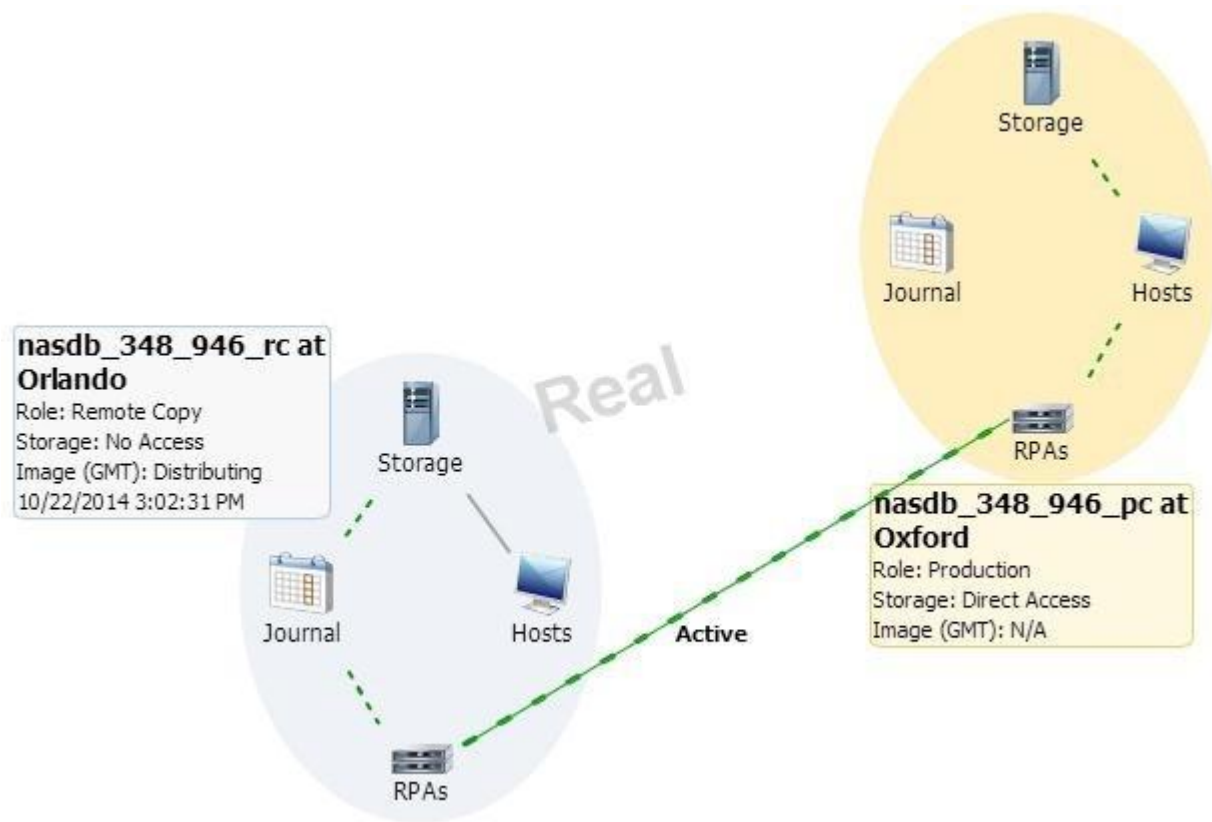 Storage
Journal
Hosts
RPAs
nasdb_348_946_pc at
Oxford
Role: Production
Storage: Direct Access
Image (GMT): N/A
nasdb_348_946_rc at
Orlando
Role: Remote Copy
Storage: No Access
Image (GMT): Distributing
10/22/2014 3:02:31 PM
Real
Storage
Journal
Hosts
RPAs
Active